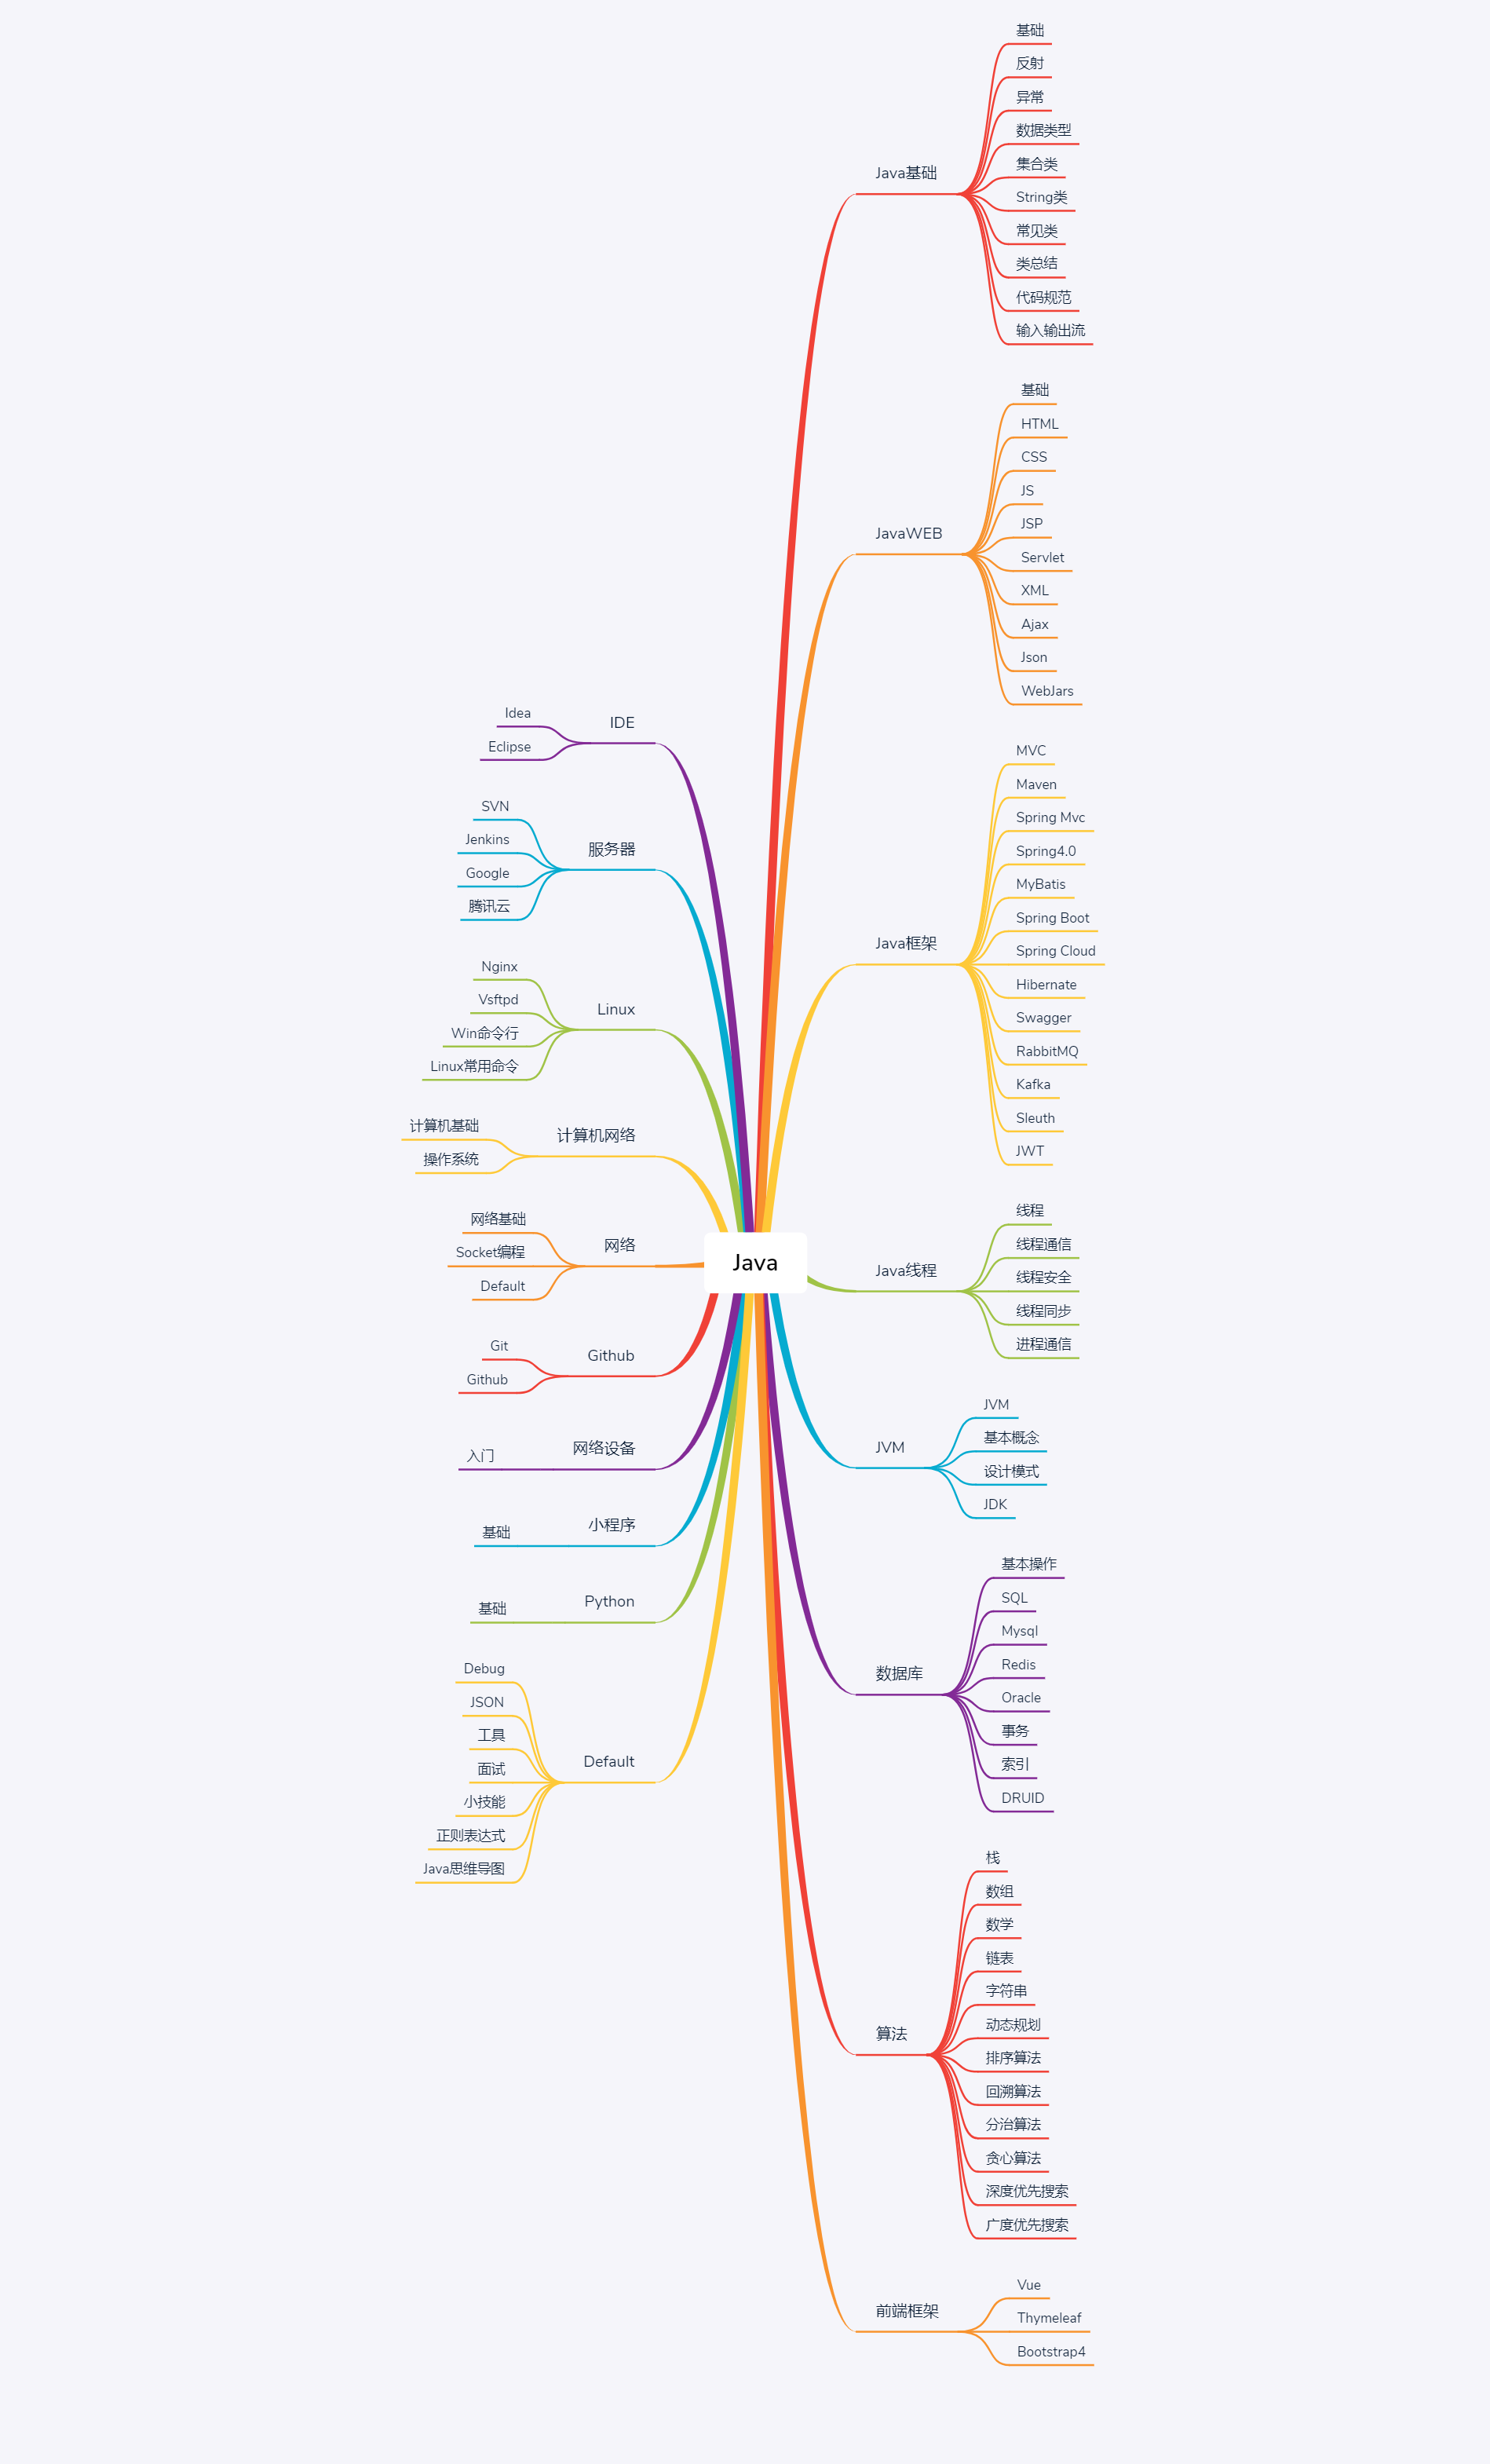 Java
Java基础
基础
反射
异常
数据类型
集合类
String类
常见类
类总结
代码规范
输入输出流
JavaWEB
基础
HTML
CSS
JS
JSP
Servlet
XML
Ajax
Json
WebJars
Java框架
MVC
Maven
Spring Mvc
Spring4.0
MyBatis
Spring Boot
Spring Cloud
Hibernate
Swagger
RabbitMQ
Kafka
Sleuth
JWT
Java线程
线程
线程通信
线程安全
线程同步
进程通信
JVM
JVM
基本概念
设计模式
JDK
数据库
基本操作
SQL
Mysql
Redis
Oracle
事务
索引
DRUID
算法
栈
数组
数学
链表
字符串
动态规划
排序算法
回溯算法
分治算法
贪心算法
深度优先搜索
广度优先搜索
前端框架
Vue
Thymeleaf
Bootstrap4
IDE
Idea
Eclipse
服务器
SVN
Jenkins
Google
腾讯云
Linux
Nginx
Vsftpd
Win命令行
Linux常用命令
计算机网络
计算机基础
操作系统
网络
网络基础
Socket编程
Default
Github
Git
Github
网络设备
入门
小程序
基础
Python
基础
Default
Debug
JSON
工具
面试
小技能
正则表达式
Java思维导图